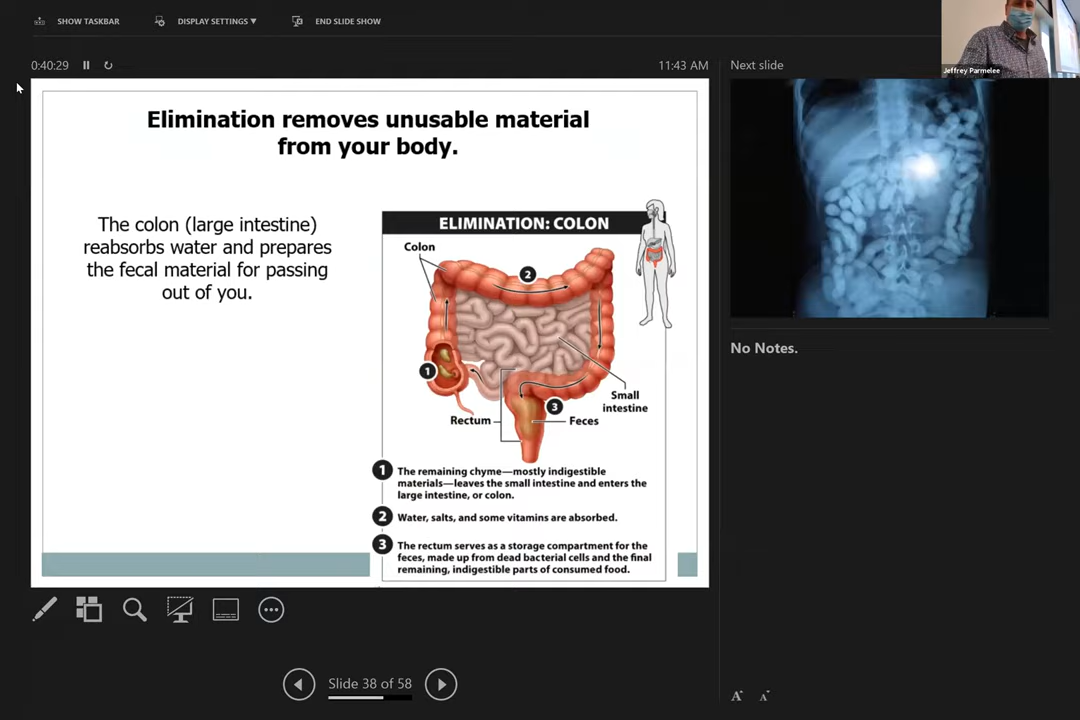 SHOW TASKBAR
DISPLAY SETTINGS ▼
END SLIDE SHOW
Jeffrey Parmelee
0:40:29
11:43 AM
Next slide
Elimination removes unusable material
from your body.
The colon (large intestine)
reabsorbs water and prepares
the fecal material for passing
out of you.
ELIMINATION: COLON
Colon
2
1
3
Small
intestine
Rectum
Feces
1 The remaining chyme—mostly indigestible
materials—leaves the small intestine and enters the
large intestine, or colon.
2 Water, salts, and some vitamins are absorbed.
3 The rectum serves as a storage compartment for the
feces, made up from dead bacterial cells and the final
remaining, indigestible parts of consumed food.
No Notes.
Slide 38 of 58
A A